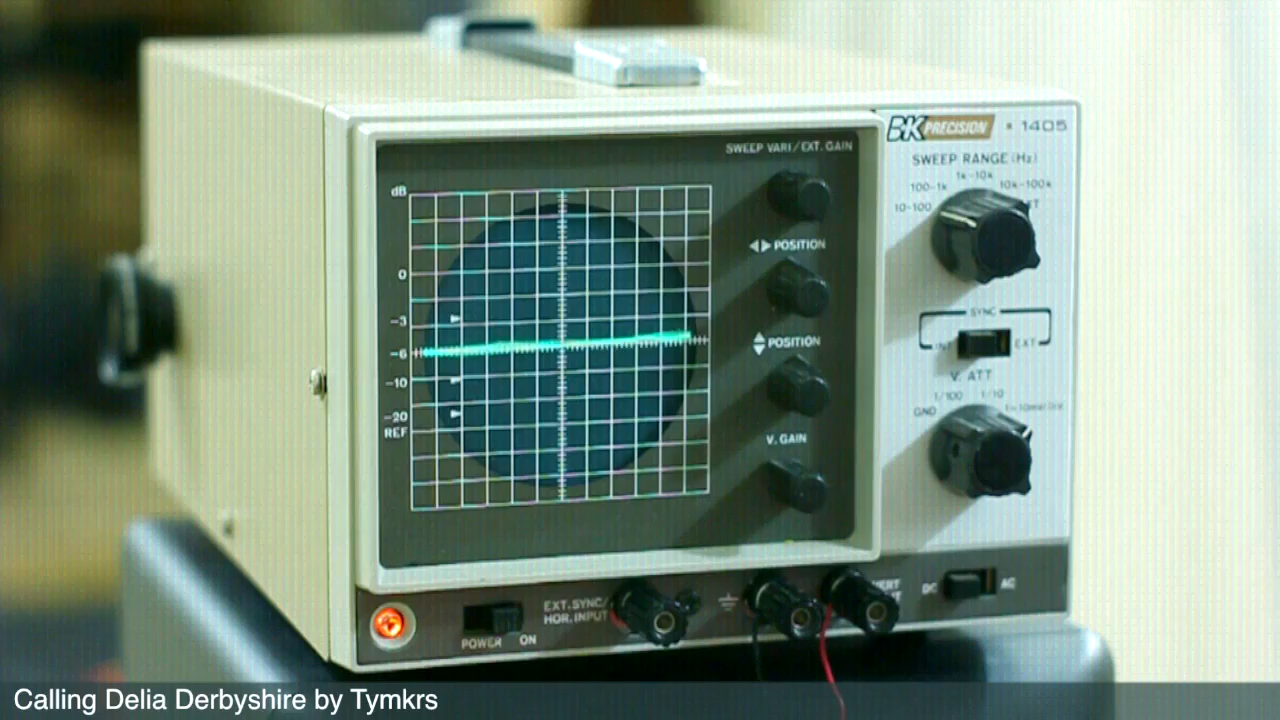 BK PRECISION 1405
SWEEP VARI/EXT. GAIN
SWEEP RANGE (Hz)
1k-10k
100-1k 10k-100k
10-100
dB
0
-3
-6
-10
-20
REF
POSITION
POSITION
V. GAIN
SYNC
INT EXT
V. ATT
1/100 1/10
GND
EXT. SYNC/
HOR. INPUT
POWER ON
DC AC
Calling Delia Derbyshire by Tymkrs